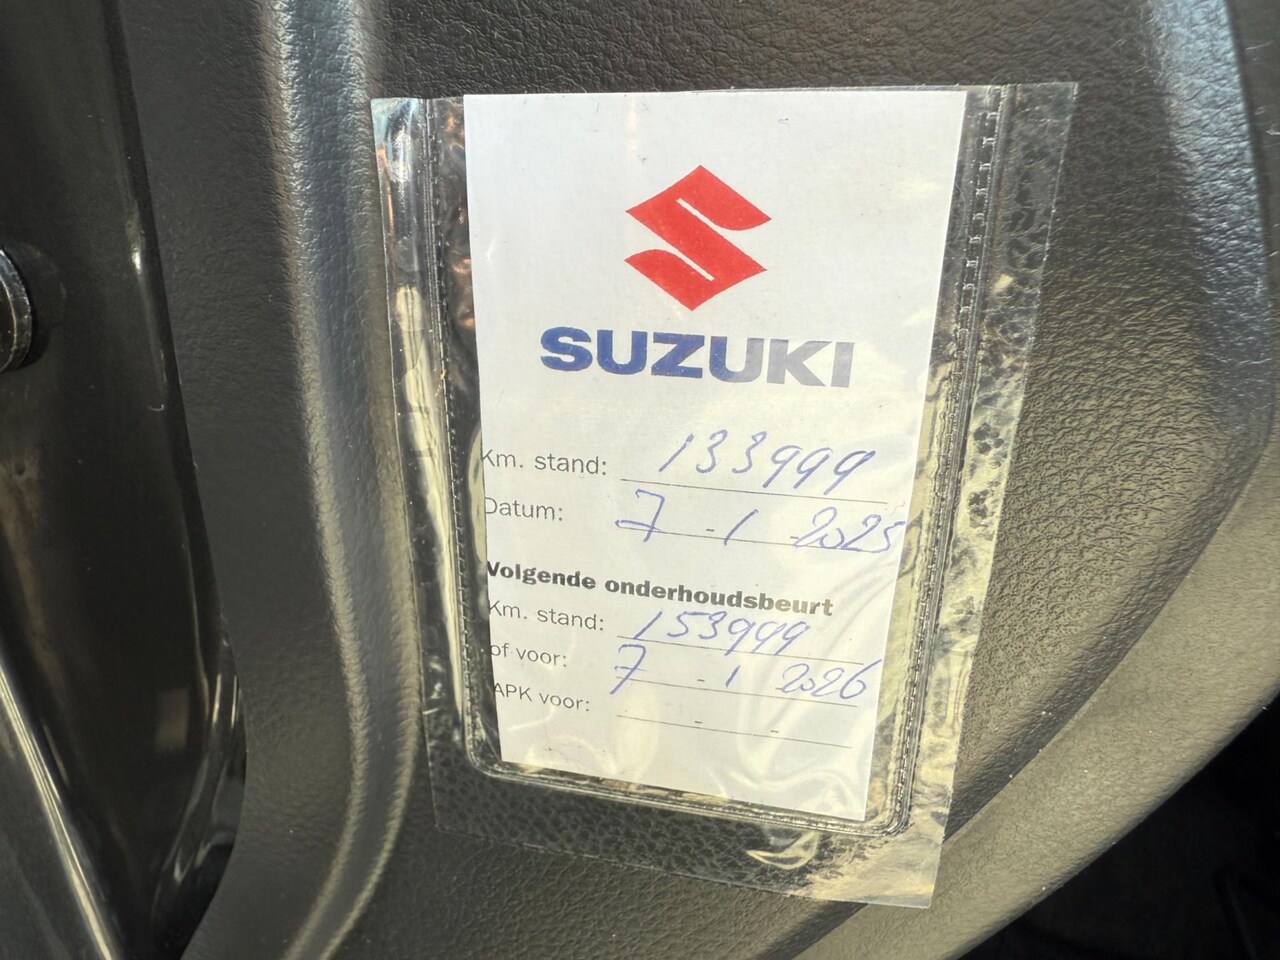 SUZUKI
Km. stand: 133999
Datum: 7 - 1 - 2025
Volgende onderhoudsbeurt
Km. stand: 153999
of voor: 7 - 1 2026
APK voor: - -